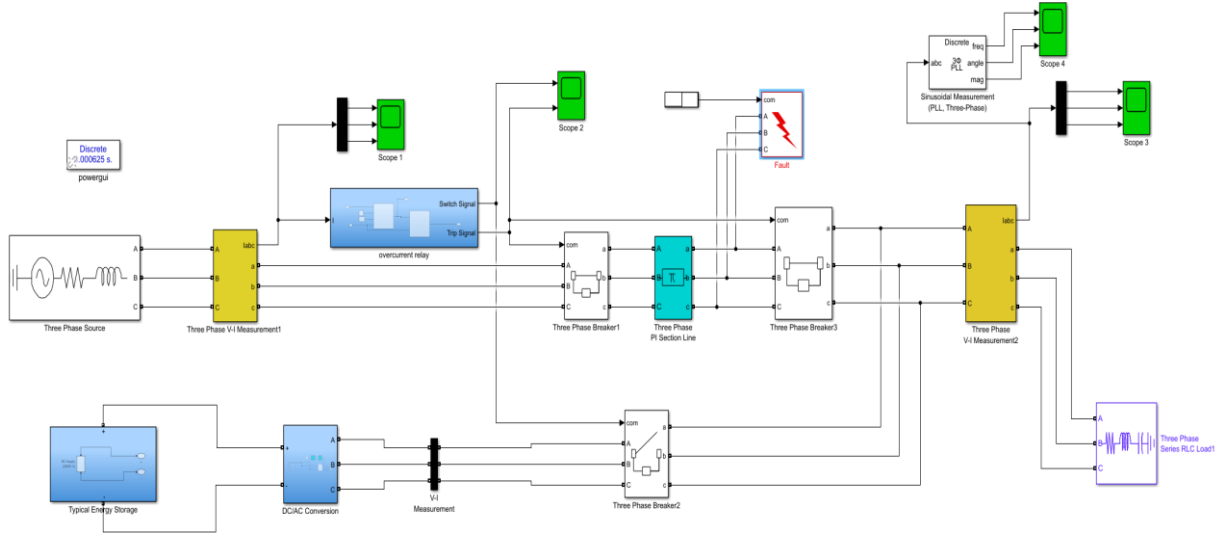 Discrete
freq
abc
3Φ
PLL
angle
mag
Scope 4
Sinusoidal Measurement
(PLL, Three-Phase)
Scope 2
com
A
B
C
Fault
Scope 1
Scope 3
Discrete
.000625 s.
powergui
Switch Signal
Trip Signal
I
overcurrent relay
A
B
C
Three Phase Source
A
B
C
Iabc
a
b
c
Three Phase V-I Measurement1
com
A
B
C
a
b
c
Three Phase Breaker1
A
B
C
a
b
c
Three Phase
PI Section Line
com
A
B
C
a
b
c
Three Phase Breaker3
A
B
C
Iabc
a
b
c
Three Phase
V-I Measurement2
A
B
C
Three Phase
Series RLC Load1
+
-
Typical Energy Storage
+
-
A
B
C
DC/AC Conversion
V-I
Measurement
com
A
B
C
a
b
c
Three Phase Breaker2